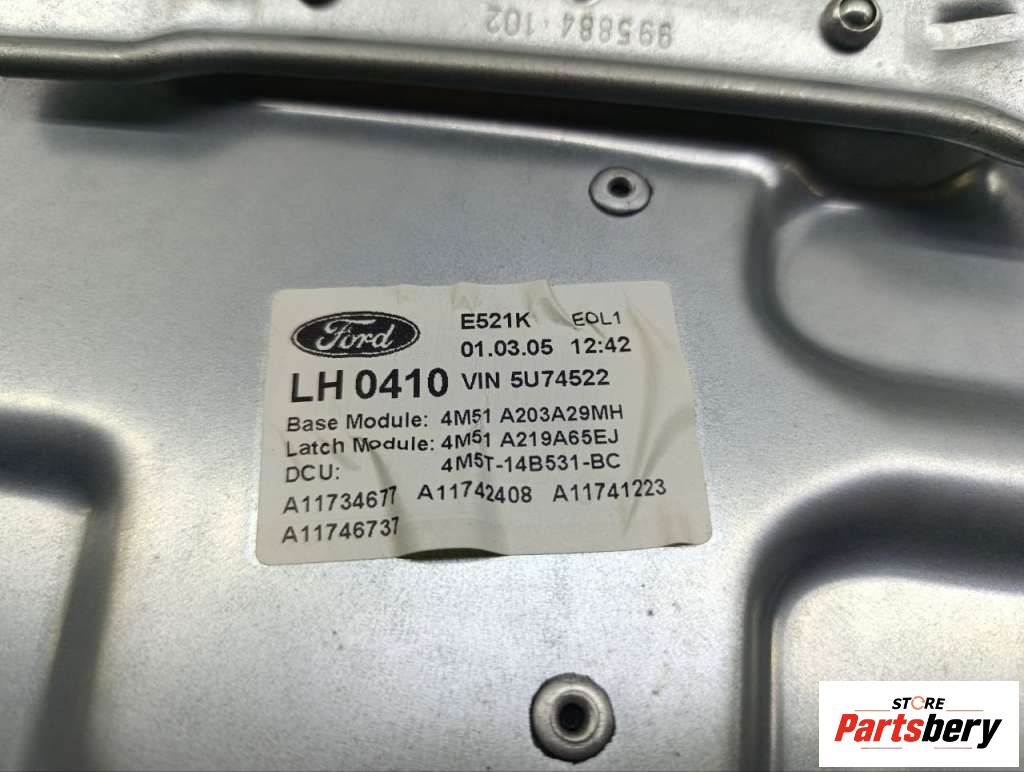 995884-102
Ford
E521K EOL1
01.03.05 12:42
LH 0410 VIN 5U74522
Base Module: 4M51 A203A29MH
Latch Module: 4M51 A219A65EJ
DCU: 4M5T-14B531-BC
A11734677 A11742408 A11741223
A11746737
STORE
Partsbery